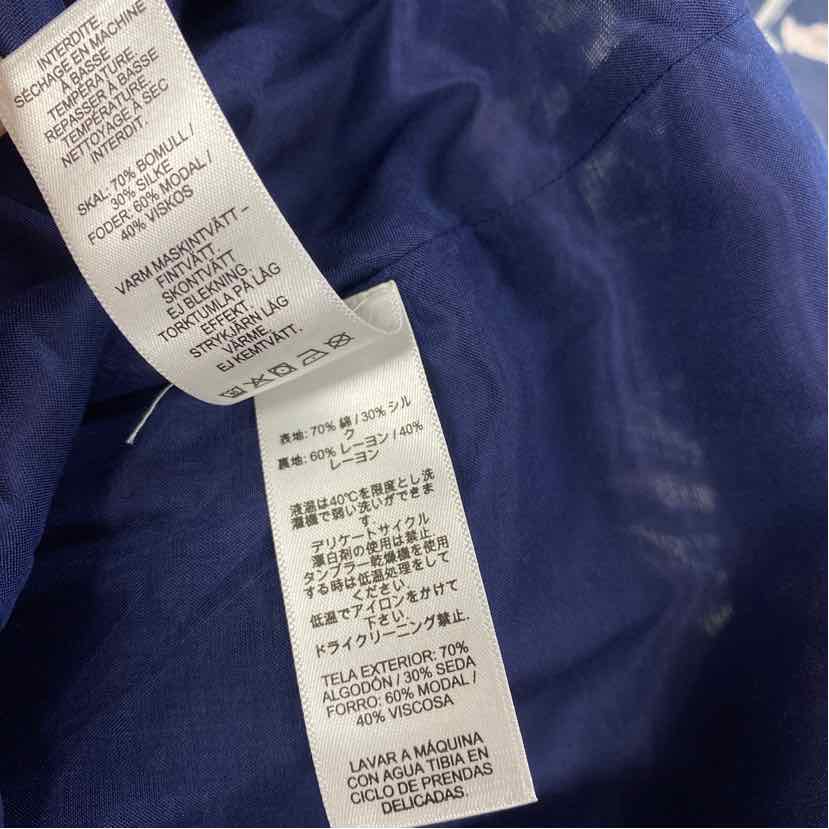 INTERDITE
SÉCHAGE EN MACHINE
À BASSE
TEMPÉRATURE
REPASSER À BASSE
TEMPÉRATURE
NETTOYAGE À SEC
INTERDIT
SKAL: 70% BOMULL /
30% SILKE
FODER: 60% MODAL /
40% VISKOS
VARM MASKINTVÄTT –
FINTVÄTT.
SKONTVÄTT
EJ BLEKNING.
TORKTUMLA PÅ LÅG
EFFEKT.
STRYKJÄRN LÅG
VÄRME.
EJ KEMTVÄTT.
表地: 70% 綿 / 30% シル
ク
裏地: 60% レーヨン / 40%
レーヨン
液温は40℃を限度とし洗
濯機で弱い洗いができま
す.
デリケートサイクル
漂白剤の使用は禁止.
タンブラー乾燥機を使用
する時は低温処理をして
ください.
低温でアイロンをかけて
下さい.
ドライクリーニング禁止.
TELA EXTERIOR: 70%
ALGODÓN / 30% SEDA
FORRO: 60% MODAL /
40% VISCOSA
LAVAR A MÁQUINA
CON AGUA TIBIA EN
CICLO DE PRENDAS
DELICADAS.